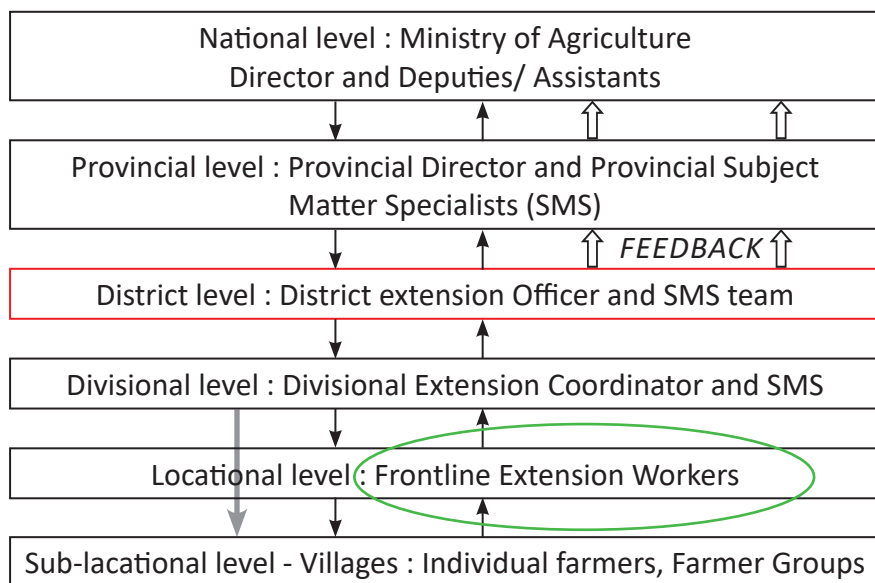 National level : Ministry of Agriculture
Director and Deputies/ Assistants
Provincial level : Provincial Director and Provincial Subject
Matter Specialists (SMS)
FEEDBACK
District level : District extension Officer and SMS team
Divisional level : Divisional Extension Coordinator and SMS
Locational level : Frontline Extension Workers
Sub-lacational level - Villages : Individual farmers, Farmer Groups